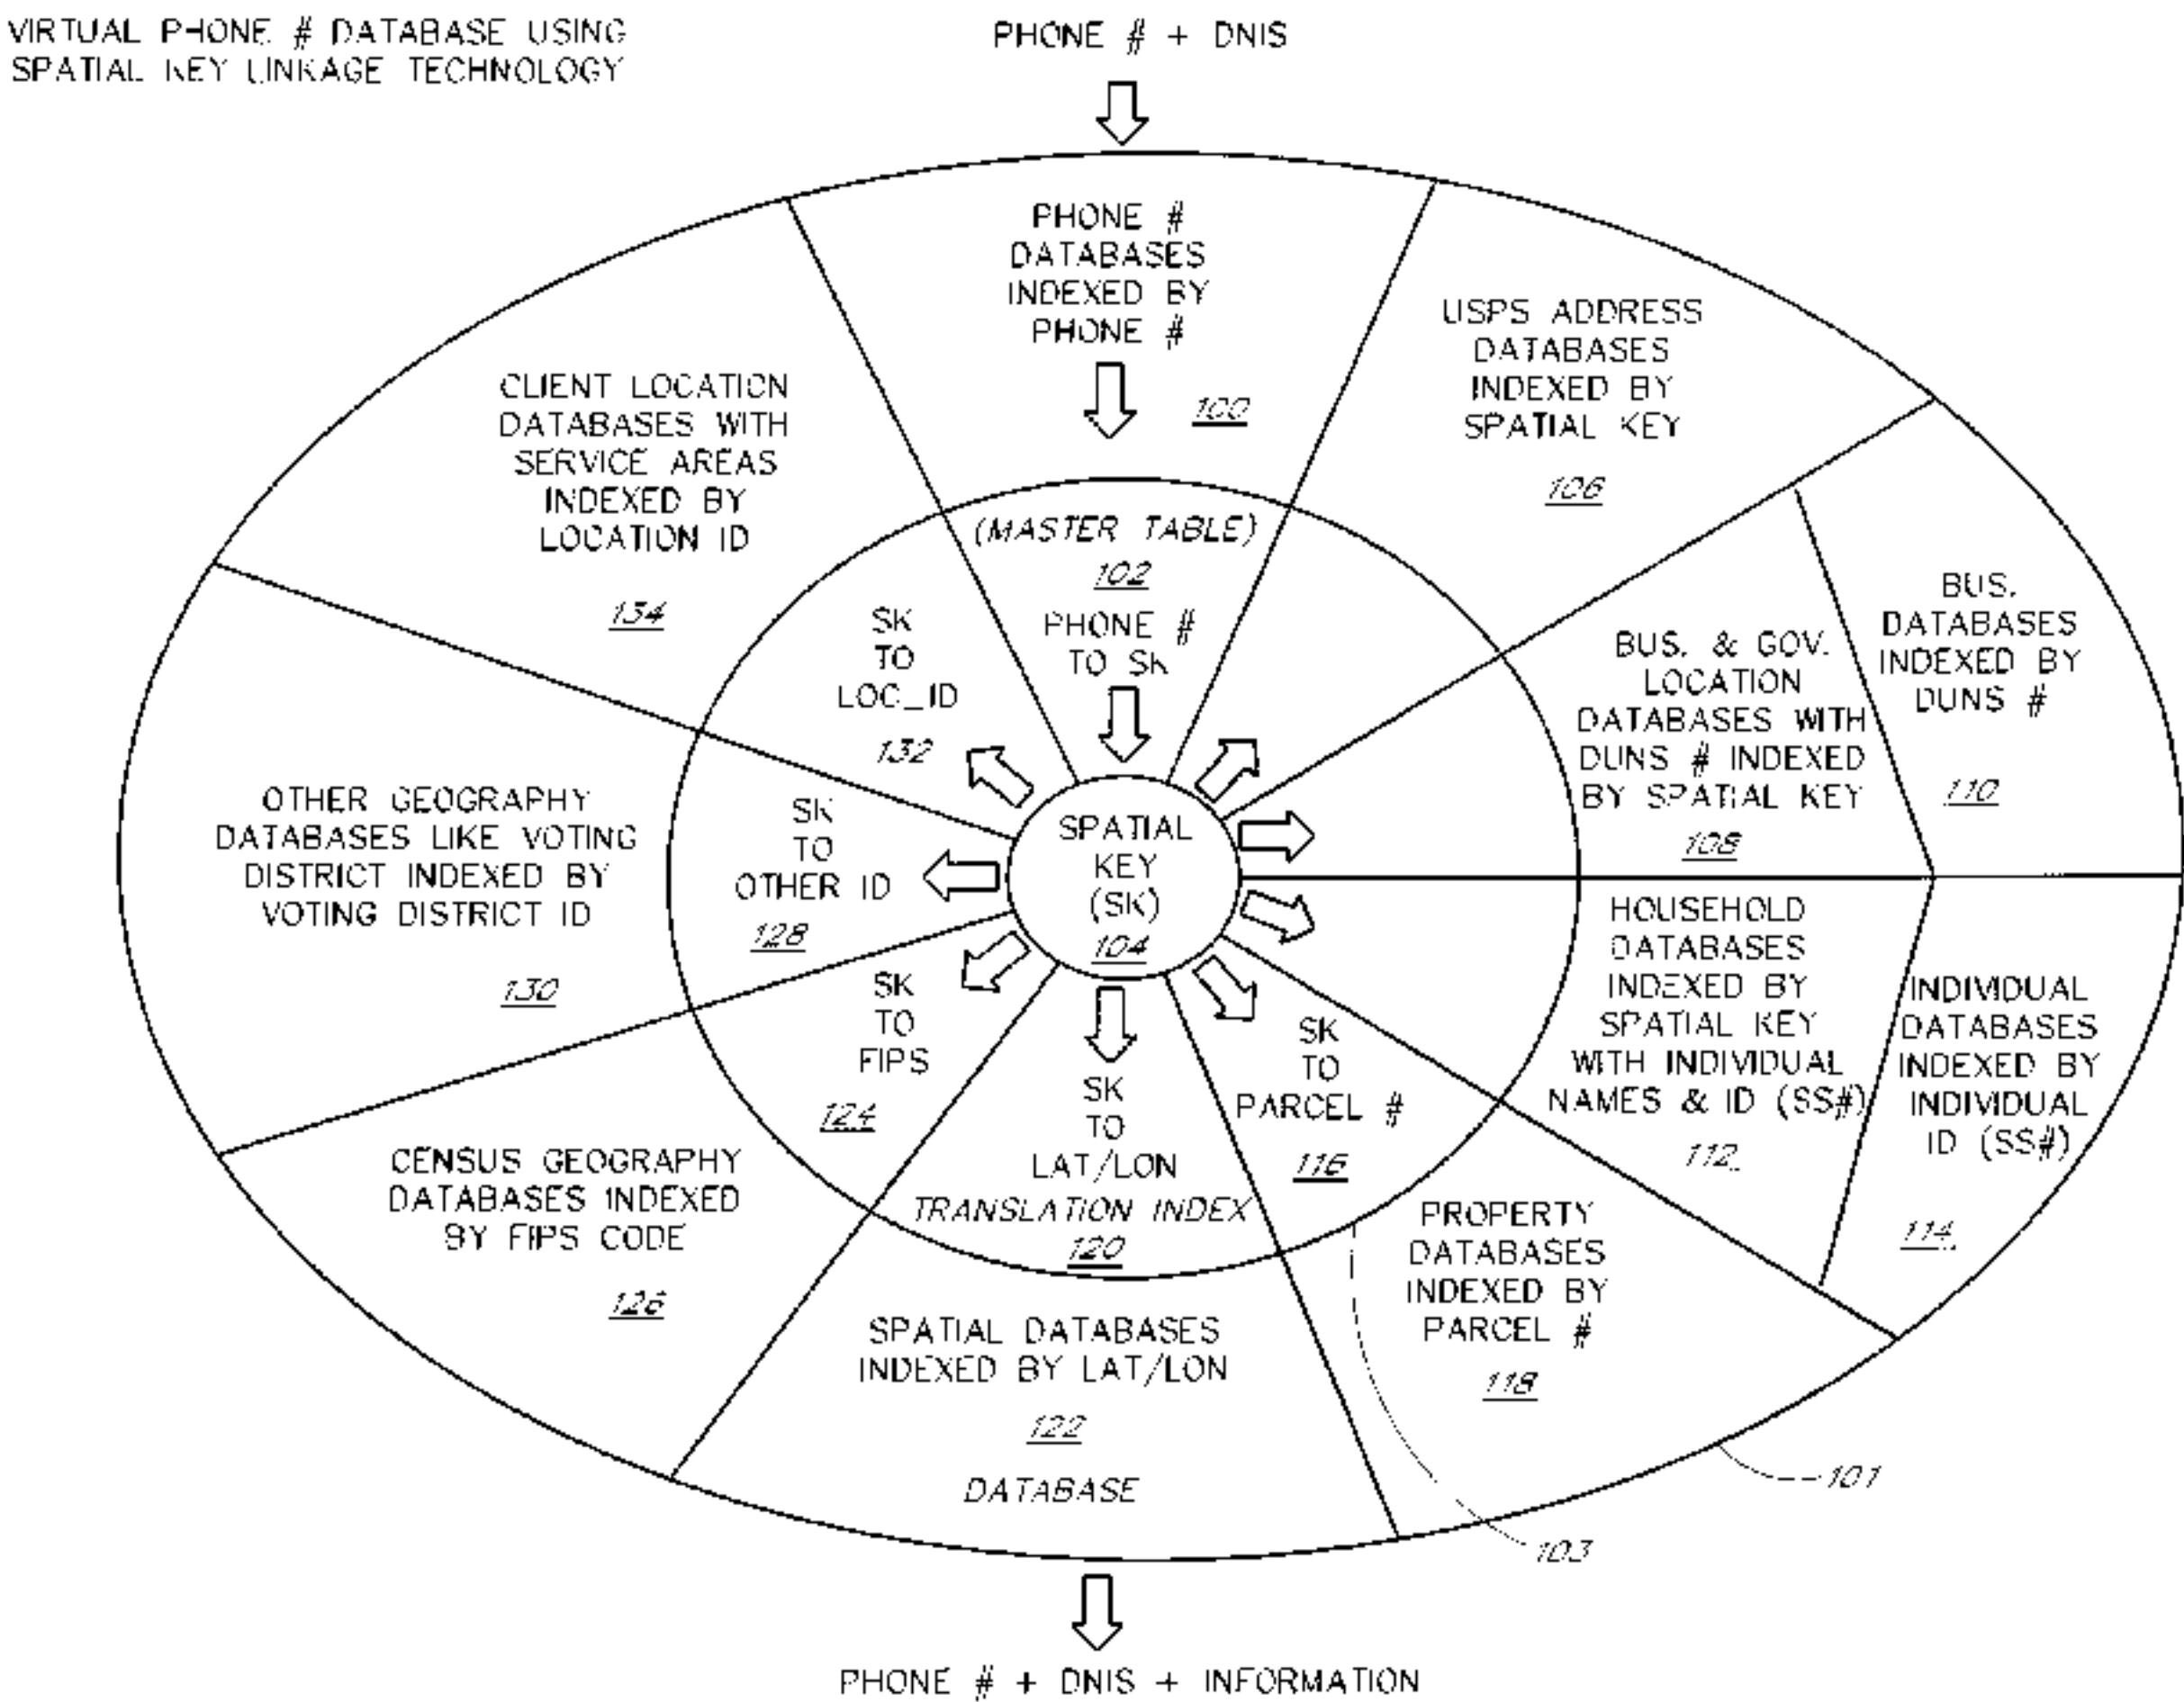 VIRTUAL PHONE # DATABASE USING
SPATIAL KEY LINKAGE TECHNOLOGY
PHONE # + DNIS
PHONE #
DATABASES
INDEXED BY
PHONE #
100
USPS ADDRESS
DATABASES
INDEXED BY
SPATIAL KEY
106
CLIENT LOCATION
DATABASES WITH
SERVICE AREAS
INDEXED BY
LOCATION ID
134
(MASTER TABLE)
102
PHONE #
TO SK
SK
TO
LOC_ID
132
BUS. & GOV.
LOCATION
DATABASES WITH
DUNS # INDEXED
BY SPATIAL KEY
108
BUS.
DATABASES
INDEXED BY
DUNS #
110
OTHER GEOGRAPHY
DATABASES LIKE VOTING
DISTRICT INDEXED BY
VOTING DISTRICT ID
130
SK
TO
OTHER ID
128
SPATIAL
KEY
(SK)
104
HOUSEHOLD
DATABASES
INDEXED BY
SPATIAL KEY
WITH INDIVIDUAL
NAMES & ID (SS#)
112
INDIVIDUAL
DATABASES
INDEXED BY
INDIVIDUAL
ID (SS#)
114
SK
TO
FIPS
124
SK
TO
LAT/LON
TRANSLATION INDEX
120
SK
TO
PARCEL #
116
CENSUS GEOGRAPHY
DATABASES INDEXED
BY FIPS CODE
126
PROPERTY
DATABASES
INDEXED BY
PARCEL #
118
SPATIAL DATABASES
INDEXED BY LAT/LON
122
DATABASE
101
103
PHONE # + DNIS + INFORMATION